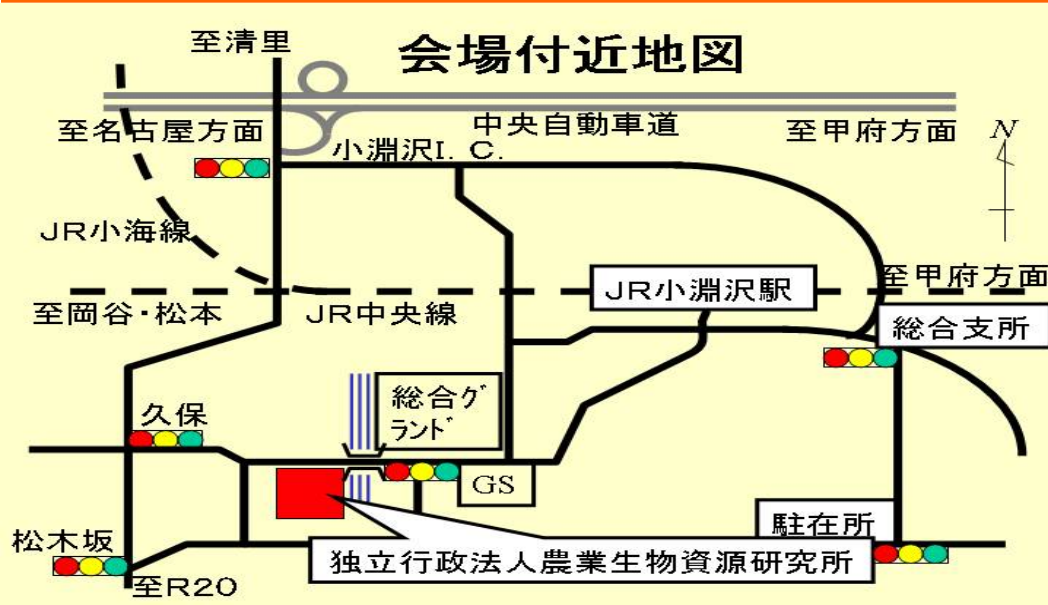 至清里
会場付近地図
至名古屋方面
中央自動車道
至甲府方面
N
小淵沢I. C.
JR小海線
JR小淵沢駅
至甲府方面
至岡谷・松本
JR中央線
総合支所
総合グ
ランド
久保
GS
駐在所
松木坂
独立行政法人農業生物資源研究所
至R20